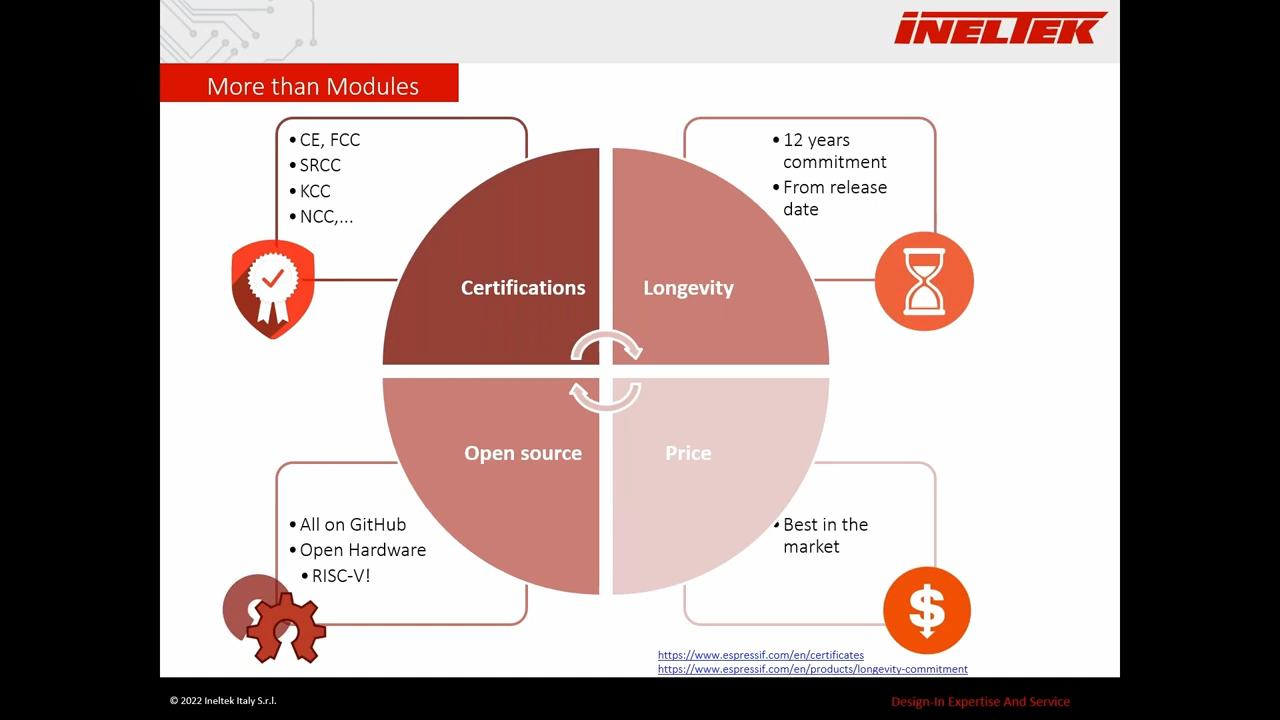 iNELTEK
More than Modules
• CE, FCC
• SRCC
• KCC
• NCC,...
• 12 years
commitment
• From release
date
Certifications
Longevity
Open source
Price
• All on GitHub
• Open Hardware
• RISC-V!
• Best in the
market
$
https://www.espressif.com/en/certificates
https://www.espressif.com/en/products/longevity-commitment
© 2022 Ineltek Italy S.r.l.
Design-In Expertise And Service